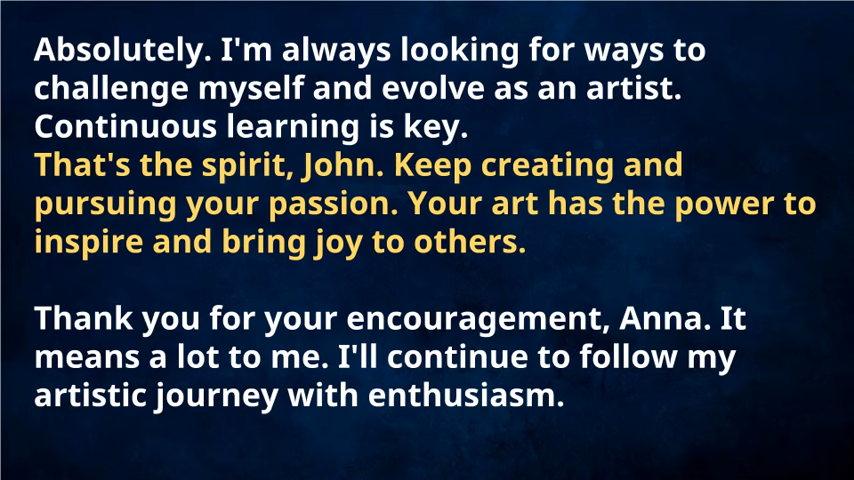 Absolutely. I'm always looking for ways to
challenge myself and evolve as an artist.
Continuous learning is key.
That's the spirit, John. Keep creating and
pursuing your passion. Your art has the power to
inspire and bring joy to others.
Thank you for your encouragement, Anna. It
means a lot to me. I'll continue to follow my
artistic journey with enthusiasm.